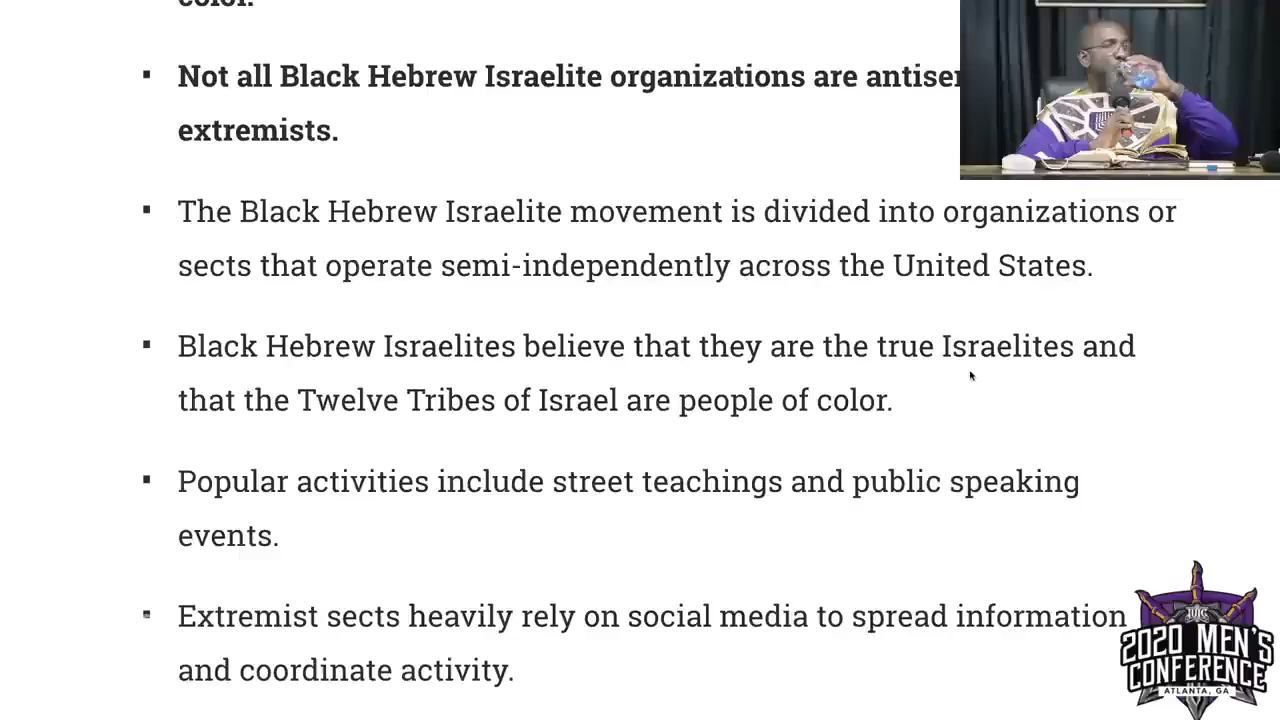 color.
Not all Black Hebrew Israelite organizations are
extremists.
The Black Hebrew Israelite movement is divided into organizations or
sects that operate semi-independently across the United States.
Black Hebrew Israelites believe that they are the true Israelites and
that the Twelve Tribes of Israel are people of color.
Popular activities include street teachings and public speaking
events.
Extremist sects heavily rely on social media to spread information
and coordinate activity.
IUIC
2020 MEN'S
CONFERENCE
ATLANTA, GA